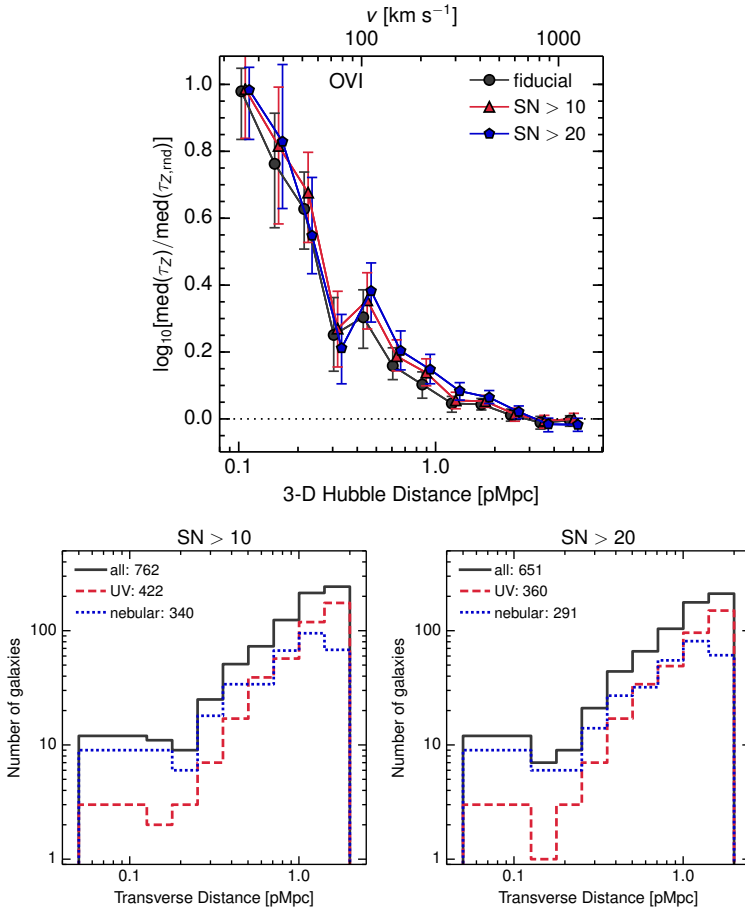 v [km s⁻¹]
100
1000
OVI
fiducial
SN > 10
SN > 20
log₁₀[med(τ_Z)/med(τ_Z,rnd)]
1.0
0.8
0.6
0.4
0.2
0.0
0.1
1.0
3-D Hubble Distance [pMpc]
SN > 10
all: 762
UV: 422
nebular: 340
Number of galaxies
100
10
1
0.1
1.0
Transverse Distance [pMpc]
SN > 20
all: 651
UV: 360
nebular: 291
Number of galaxies
100
10
1
0.1
1.0
Transverse Distance [pMpc]